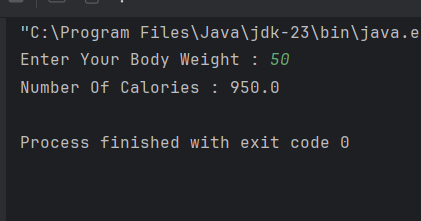 "C:\Program Files\Java\jdk-23\bin\java.e
Enter Your Body Weight : 50
Number Of Calories : 950.0
Process finished with exit code 0